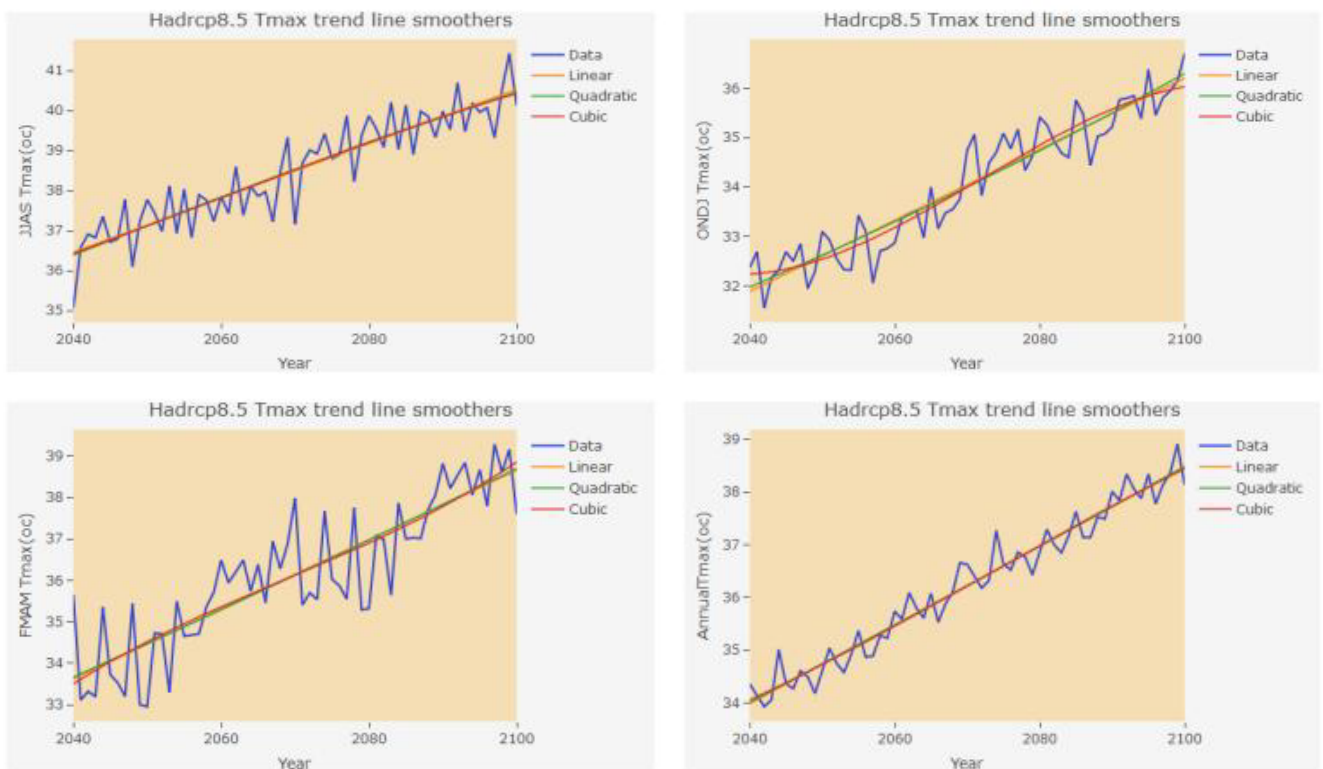 Hadrcp8.5 Tmax trend line smoothers
JJAS Tmax(oc)
41
40
39
38
37
36
35
2040
2060
2080
2100
Year
Data
Linear
Quadratic
Cubic
Hadrcp8.5 Tmax trend line smoothers
ONDJ Tmax(oc)
36
35
34
33
32
2040
2060
2080
2100
Year
Data
Linear
Quadratic
Cubic
Hadrcp8.5 Tmax trend line smoothers
FMAM Tmax(oc)
39
38
37
36
35
34
33
2040
2060
2080
2100
Year
Data
Linear
Quadratic
Cubic
Hadrcp8.5 Tmax trend line smoothers
AnnualTmax(oc)
39
38
37
36
35
34
2040
2060
2080
2100
Year
Data
Linear
Quadratic
Cubic